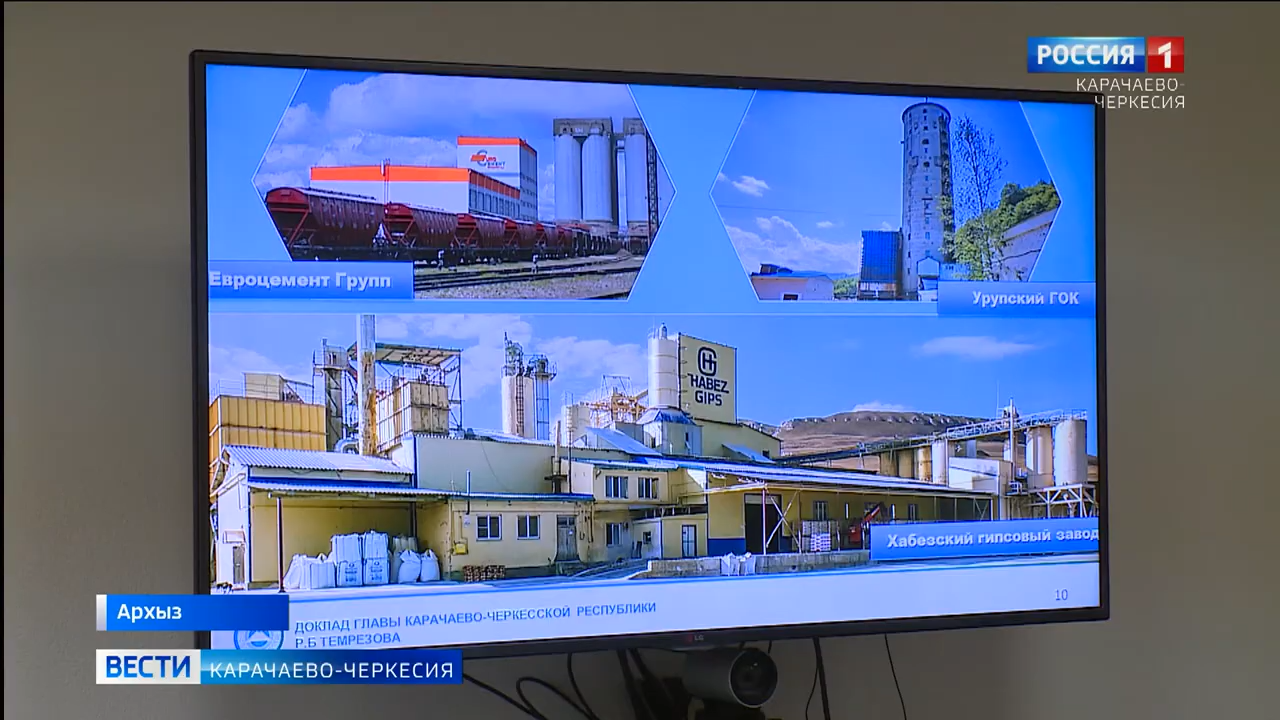 РОССИЯ 1
КАРАЧАЕВО-
ЧЕРКЕСИЯ
Евроцемент Групп
Урупский ГОК
HABEZ
GIPS
Хабезский гипсовый завод
10
ДОКЛАД ГЛАВЫ КАРАЧАЕВО-ЧЕРКЕССКОЙ РЕСПУБЛИКИ
Р.Б ТЕМРЕЗОВА
LG
Архыз
ВЕСТИ КАРАЧАЕВО-ЧЕРКЕСИЯ